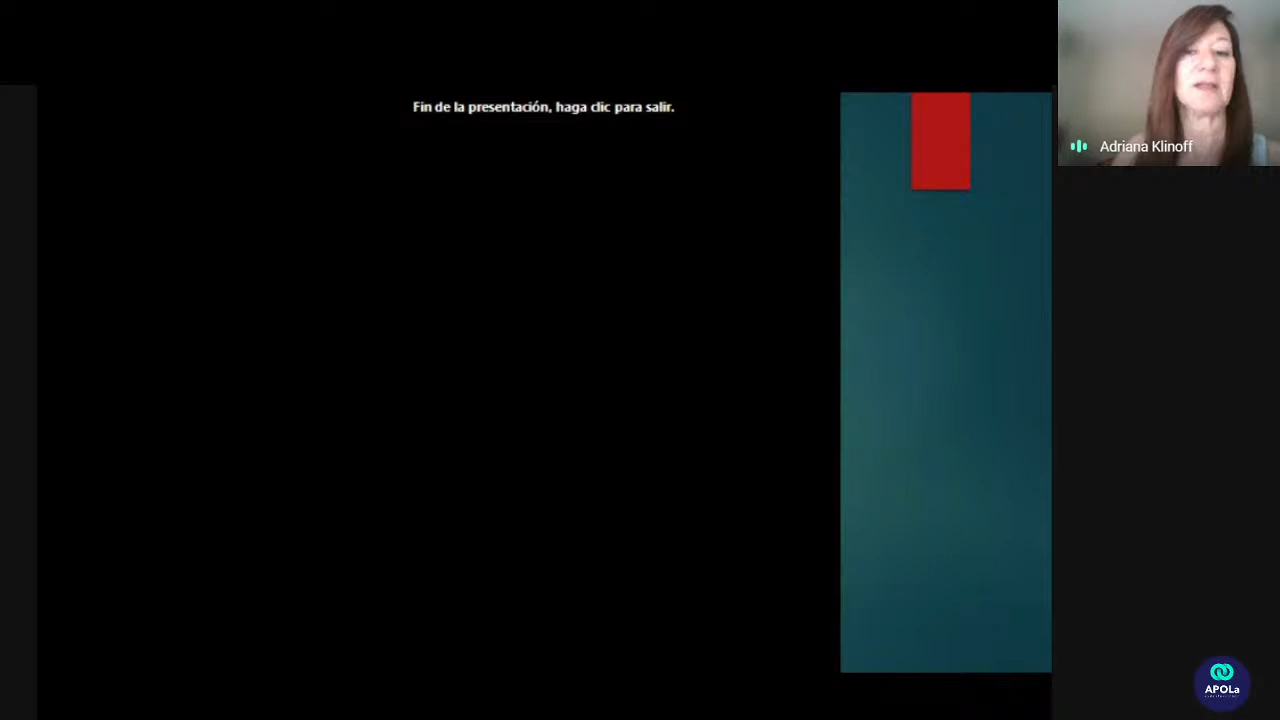 Fin de la presentación, haga clic para salir.
Adriana Klinoff
APOLa